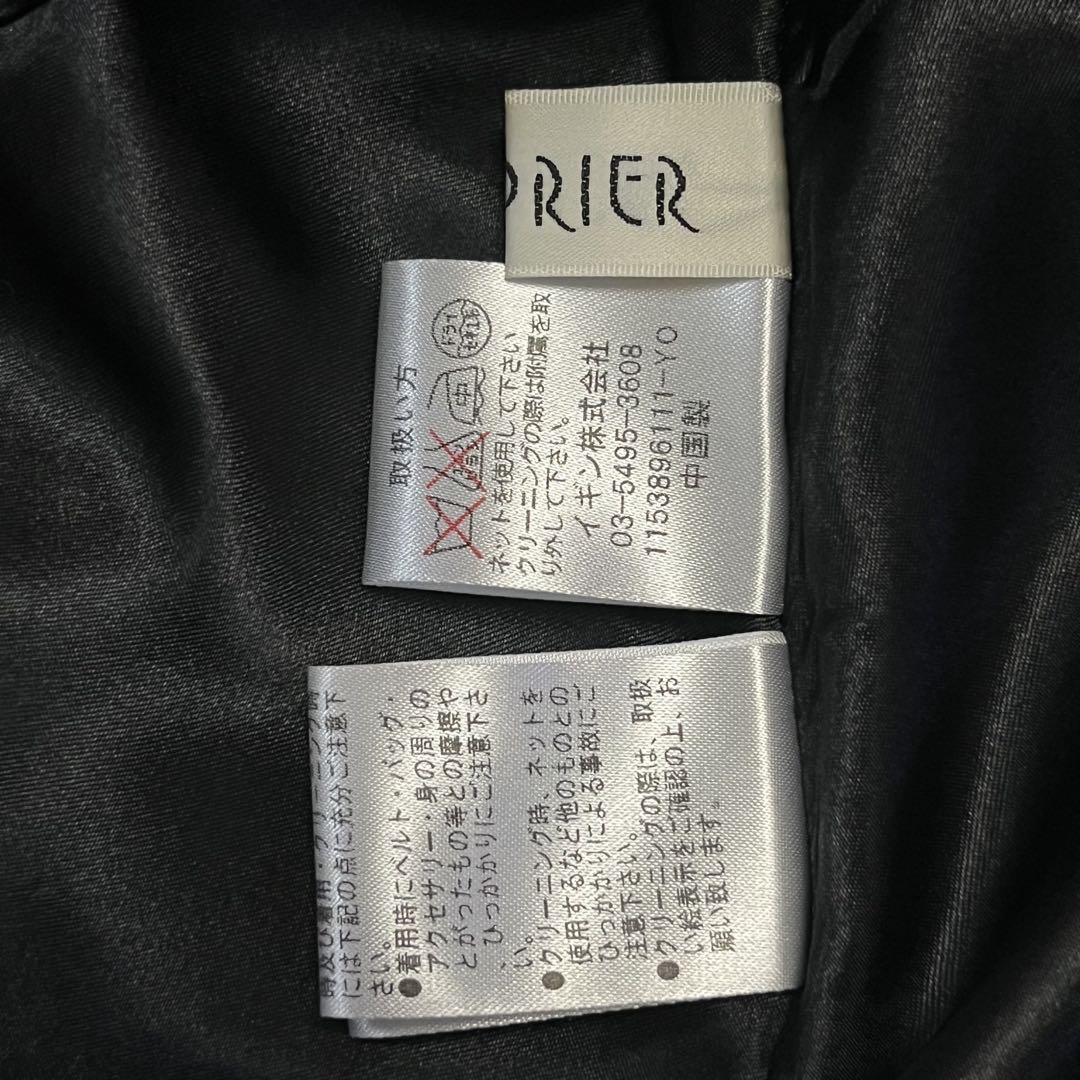 DRIER
取扱い方
ドライ
セキユ系
中
ネットを使用して下さい
クリーニングの際は附属を取
り外して下さい。
イギン株式会社
03-5495-3608
1153896111-YO
中国製
時及び着用・クリーニング時
には下記の点に充分ご注意下
さい。
●着用時にベルト・バッグ・
アクセサリー・身の周りの
とがったもの等との摩擦や
、ひっかかりにご注意下さ
い。
●クリーニング時、ネットを
使用するなど他のものとの
ひっかかりによる事故にご
注意下さい。
●クリーニングの際は、取扱
い絵表示をご確認の上、お
願い致します。